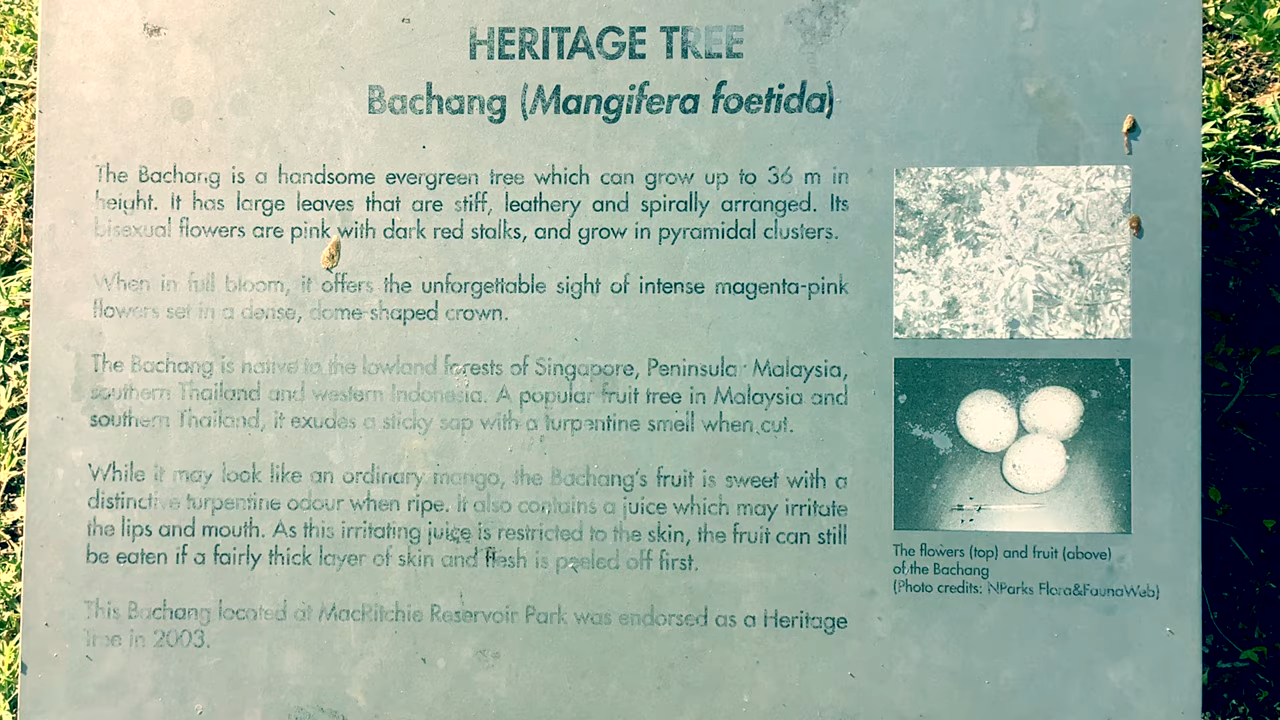 HERITAGE TREE
Bachang (Mangifera foetida)
The Bachang is a handsome evergreen tree which can grow up to 36 m in
height. It has large leaves that are stiff, leathery and spirally arranged. Its
bisexual flowers are pink with dark red stalks, and grow in pyramidal clusters.
When in full bloom, it offers the unforgettable sight of intense magenta-pink
flowers set in a dense, dome-shaped crown.
The Bachang is native to the lowland forests of Singapore, Peninsula Malaysia,
southern Thailand and western Indonesia. A popular fruit tree in Malaysia and
southern Thailand, it exudes a sticky sap with a turpentine smell when cut.
While it may look like an ordinary mango, the Bachang's fruit is sweet with a
distinctive turpentine odour when ripe. It also contains a juice which may irritate
the lips and mouth. As this irritating juice is restricted to the skin, the fruit can still
be eaten if a fairly thick layer of skin and flesh is peeled off first.
This Bachang located at MacRitchie Reservoir Park was endorsed as a Heritage
Tree in 2003.
The flowers (top) and fruit (above)
of the Bachang
(Photo credits: NParks Flora&FaunaWeb)